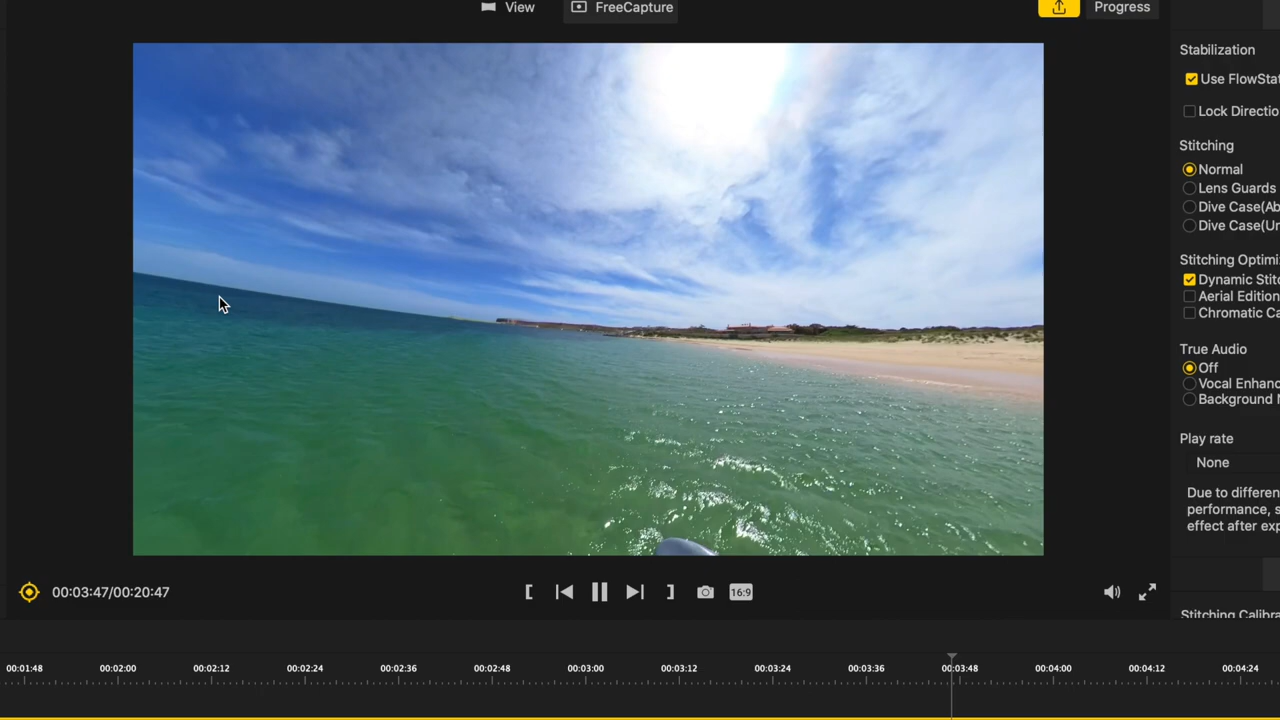 View
FreeCapture
Progress
Stabilization
Use FlowStat
Lock Directio
Stitching
Normal
Lens Guards
Dive Case(Ab
Dive Case(Un
Stitching Optimiz
Dynamic Stitc
Aerial Edition
Chromatic Ca
True Audio
Off
Vocal Enhanc
Background N
Play rate
None
Due to differen
performance, s
effect after exp
00:03:47/00:20:47
[
]
16:9
Stitching Calibra
00:01:48 00:02:00 00:02:12 00:02:24 00:02:36 00:02:48 00:03:00 00:03:12 00:03:24 00:03:36 00:03:48 00:04:00 00:04:12 00:04:24